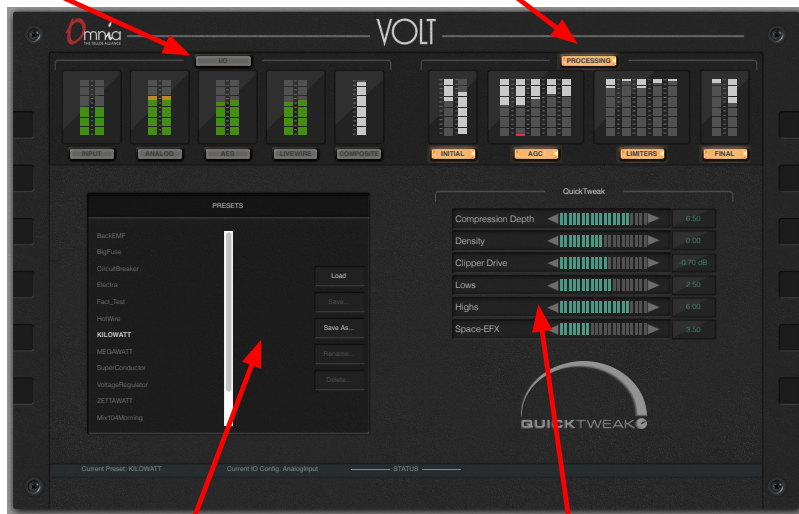 Omnia
THE TELOS ALLIANCE
VOLT
I/O
PROCESSING
INPUT
ANALOG
AES
LIVEWIRE
COMPOSITE
INITIAL
AGC
LIMITERS
FINAL
PRESETS
BackEMF
BigFuse
CircuitBreaker
Electra
Fact_Test
HotWire
KILOWATT
MEGAWATT
SuperConductor
VoltageRegulator
ZETTAWATT
Mix104Morning
Load
Save...
Save As...
Rename...
Delete...
QuickTweak
Compression Depth 6.50
Density 6.00
Clipper Drive -0.70 dB
Lows 2.50
Highs 6.00
Space-EFX 3.50
QUICKTWEAK
Current Preset: KILOWATT Current IO Config: AnalogInput STATUS